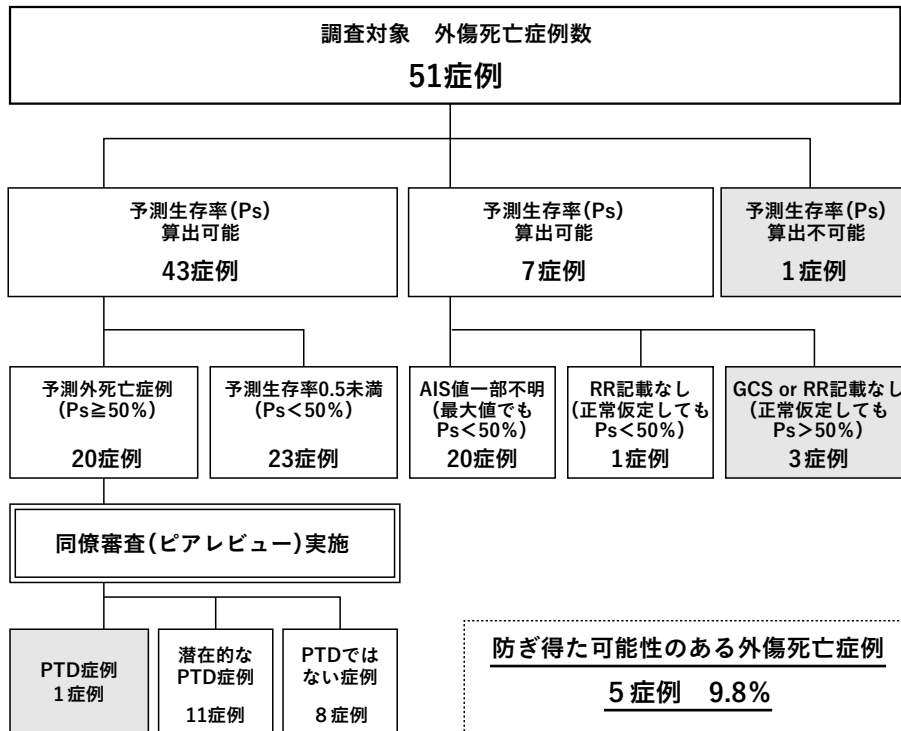 調査対象　外傷死亡症例数
51症例
予測生存率(Ps)
算出可能
43症例
予測生存率(Ps)
算出可能
7症例
予測生存率(Ps)
算出不可能
1症例
予測外死亡症例
(Ps≧50%)
20症例
予測生存率0.5未満
(Ps＜50%)
23症例
AIS値一部不明
(最大値でも
Ps＜50%)
20症例
RR記載なし
(正常仮定しても
Ps＜50%)
1症例
GCS or RR記載なし
(正常仮定しても
Ps＞50%)
3症例
同僚審査(ピアレビュー)実施
PTD症例
1症例
潜在的な
PTD症例
11症例
PTDでは
ない症例
8症例
防ぎ得た可能性のある外傷死亡症例
5症例　9.8%